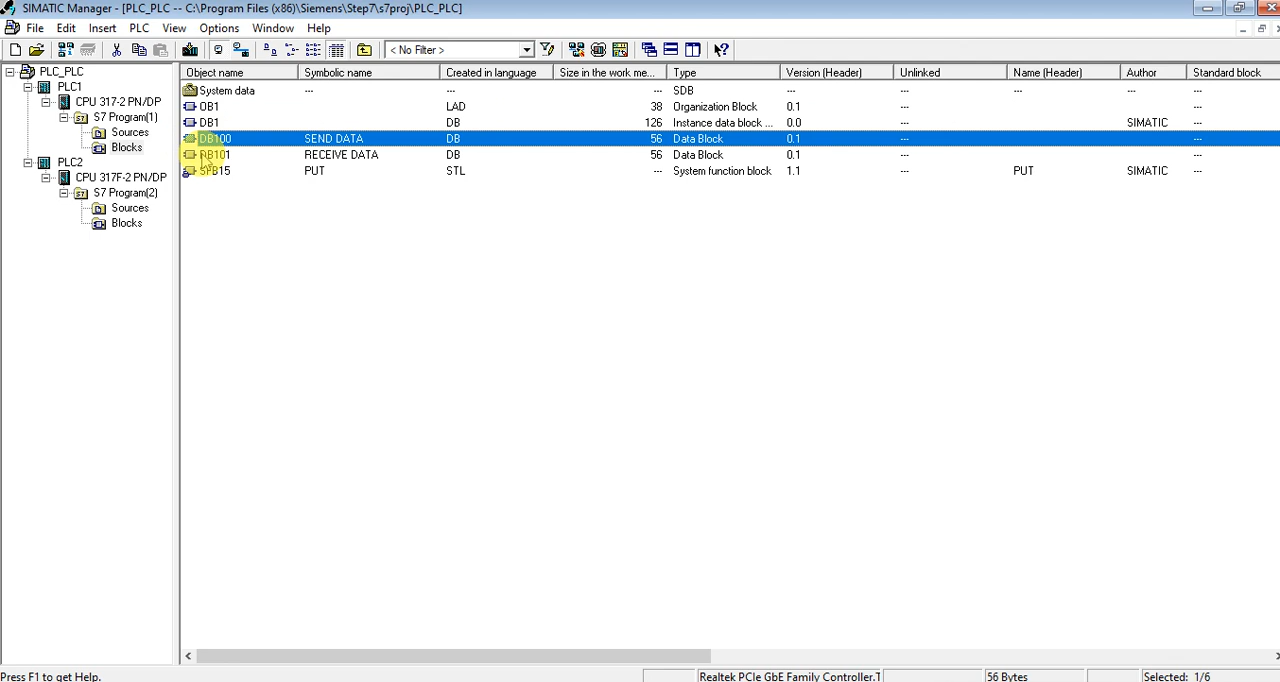 SIMATIC Manager - [PLC_PLC -- C:\Program Files (x86)\Siemens\Step7\s7proj\PLC_PLC]
File Edit Insert PLC View Options Window Help
< No Filter >
PLC_PLC
PLC1
CPU 317-2 PN/DP
S7 Program(1)
Sources
Blocks
PLC2
CPU 317F-2 PN/DP
S7 Program(2)
Sources
Blocks
Object name Symbolic name Created in language Size in the work me... Type Version (Header) Unlinked Name (Header) Author Standard block
System data --- --- --- SDB --- --- --- --- ---
OB1 LAD 38 Organization Block 0.1 --- ---
DB1 DB 126 Instance data block ... 0.0 --- SIMATIC ---
DB100 SEND DATA DB 56 Data Block 0.1 --- ---
DB101 RECEIVE DATA DB 56 Data Block 0.1 --- ---
SFB15 PUT STL --- System function block 1.1 --- PUT SIMATIC ---
Press F1 to get Help. Realtek PCIe GbE Family Controller.T 56 Bytes Selected: 1/6